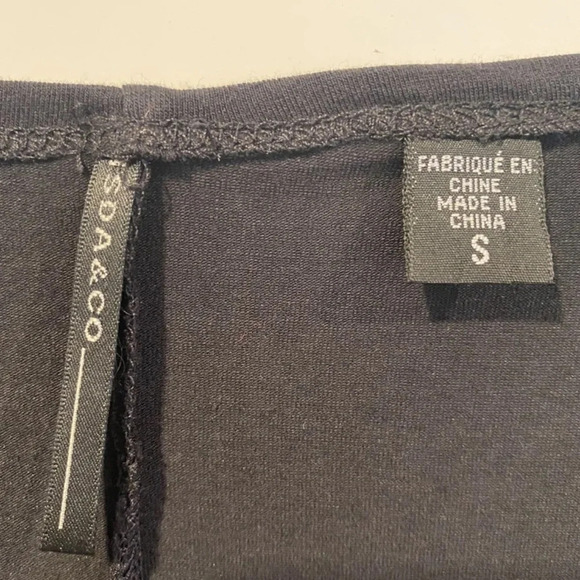 SDA&CO
FABRIQUÉ EN
CHINE
MADE IN
CHINA
S